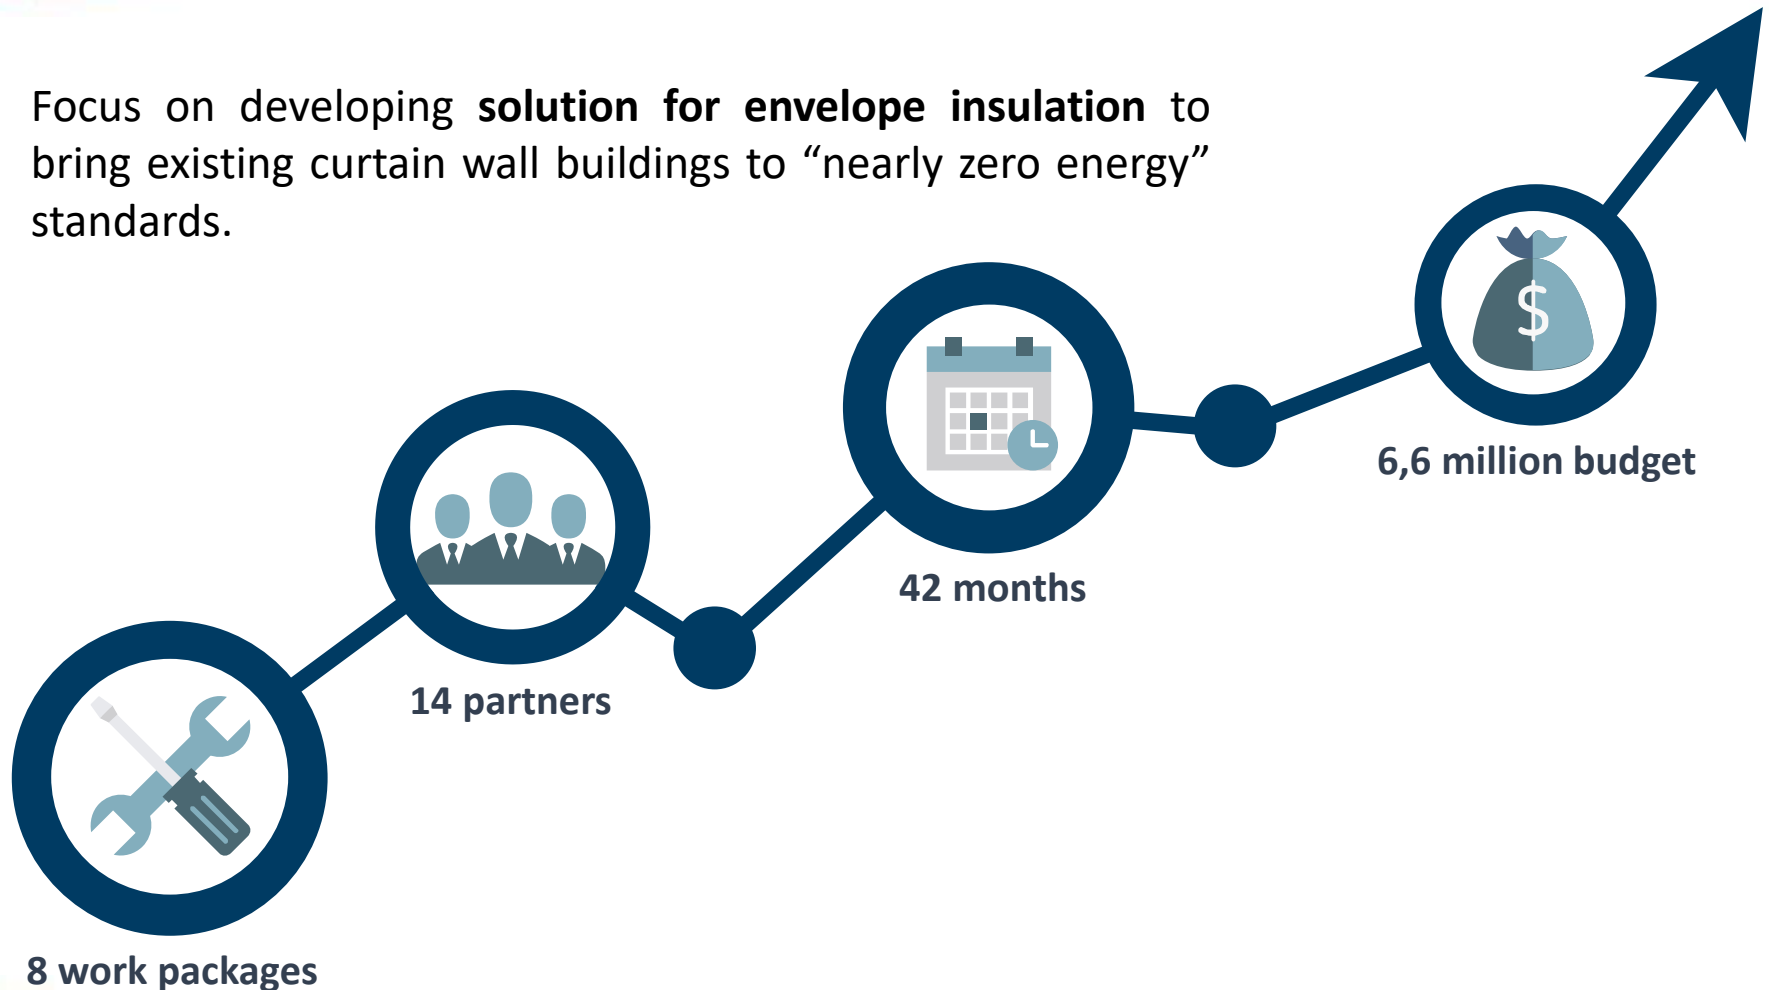 Focus on developing solution for envelope insulation to
bring existing curtain wall buildings to “nearly zero energy”
standards.
$
6,6 million budget
42 months
14 partners
8 work packages